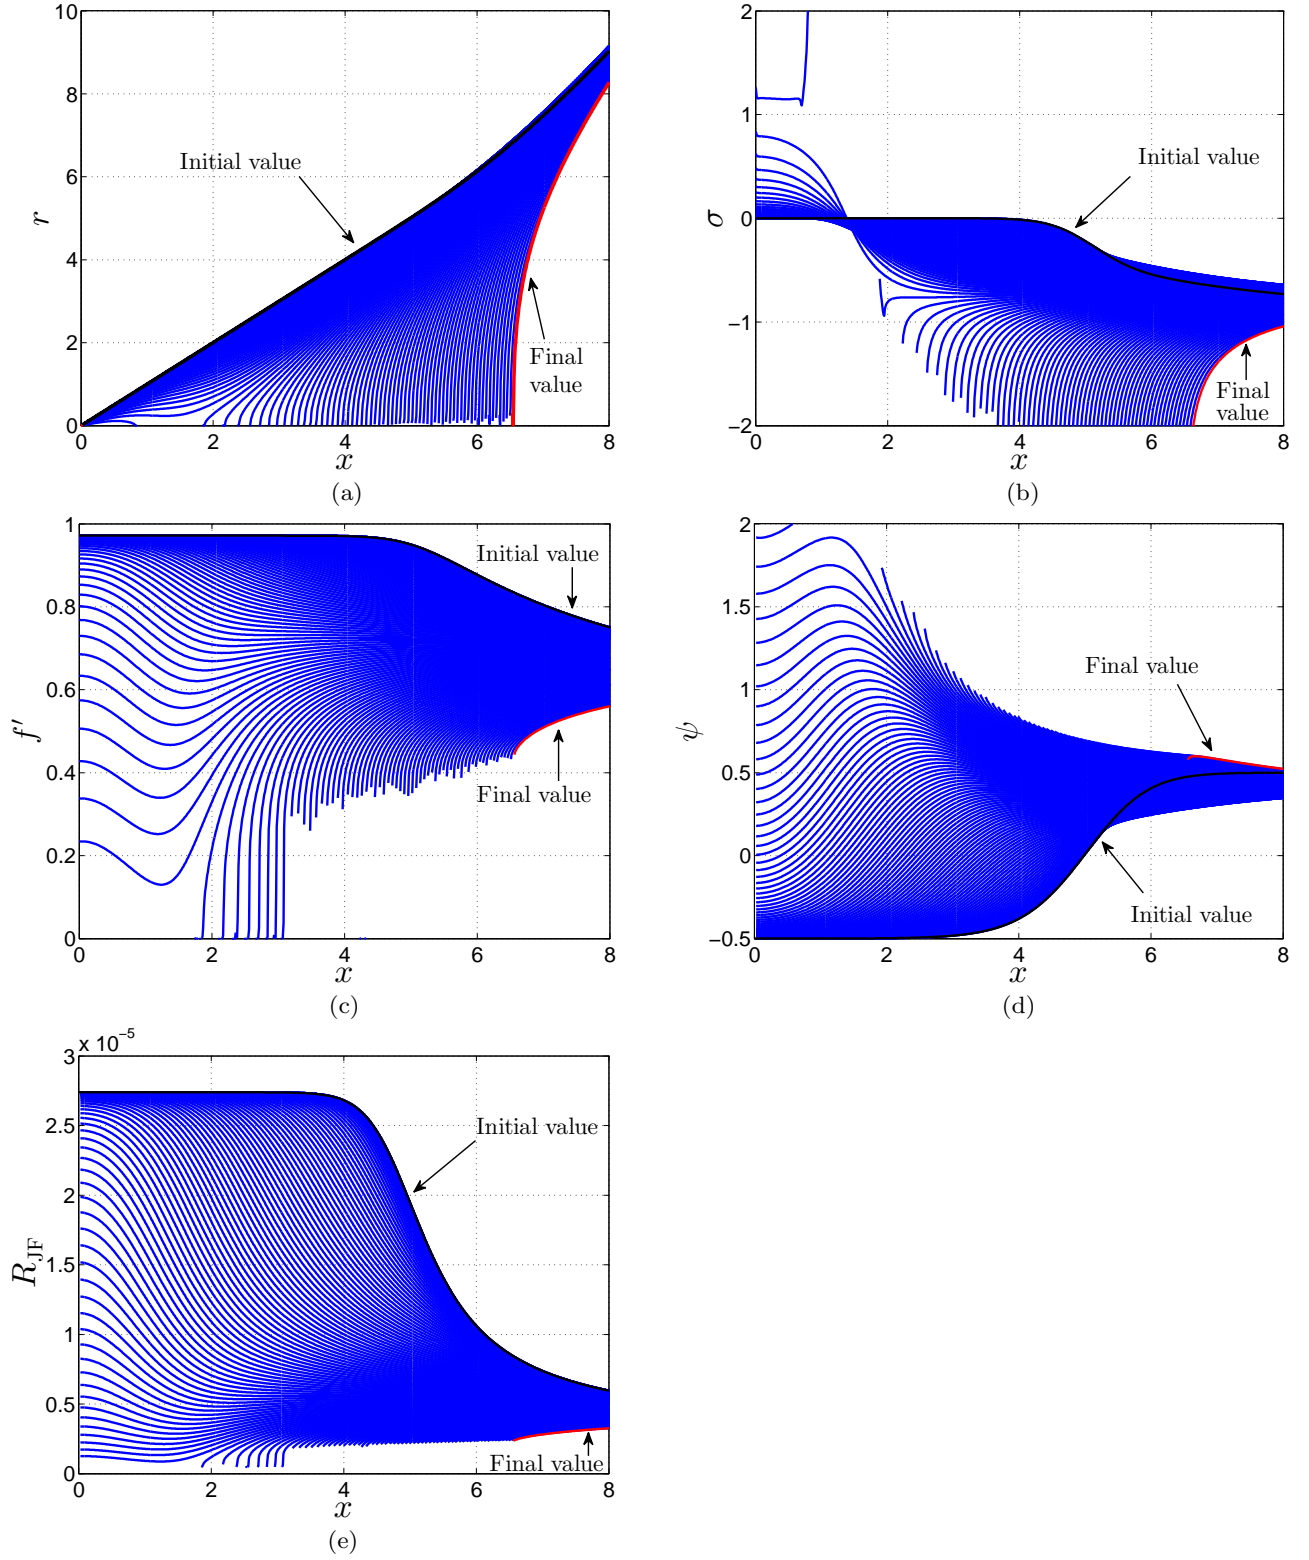 10
8
6
4
2
0
r
Initial value
Final
value
0 2 4 6 8
x
(a)
2
1
0
−1
−2
σ
Initial value
Final
value
0 2 4 6 8
x
(b)
1
0.8
0.6
0.4
0.2
0
f′
Initial value
Final value
0 2 4 6 8
x
(c)
2
1.5
1
0.5
0
−0.5
ψ
Final value
Initial value
0 2 4 6 8
x
(d)
3 x 10⁻⁵
2.5
2
1.5
1
0.5
0
R_JF
Initial value
Final value
0 2 4 6 8
x
(e)